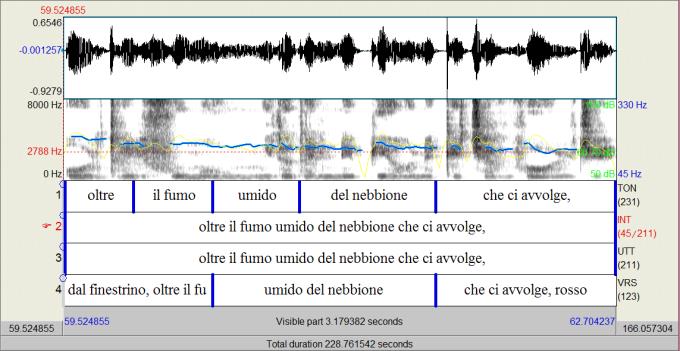 59.524855
0.6546
-0.001257
-0.9279
8000 Hz 330 Hz
2788 Hz
0 Hz 50 dB 45 Hz
1 oltre il fumo umido del nebbione che ci avvolge, TON (231)
2 oltre il fumo umido del nebbione che ci avvolge, INT (45/211)
3 oltre il fumo umido del nebbione che ci avvolge, UTT (211)
4 dal finestrino, oltre il fu umido del nebbione che ci avvolge, rosso VRS (123)
59.524855 59.524855 Visible part 3.179382 seconds 62.704237 166.057304
Total duration 228.761542 seconds